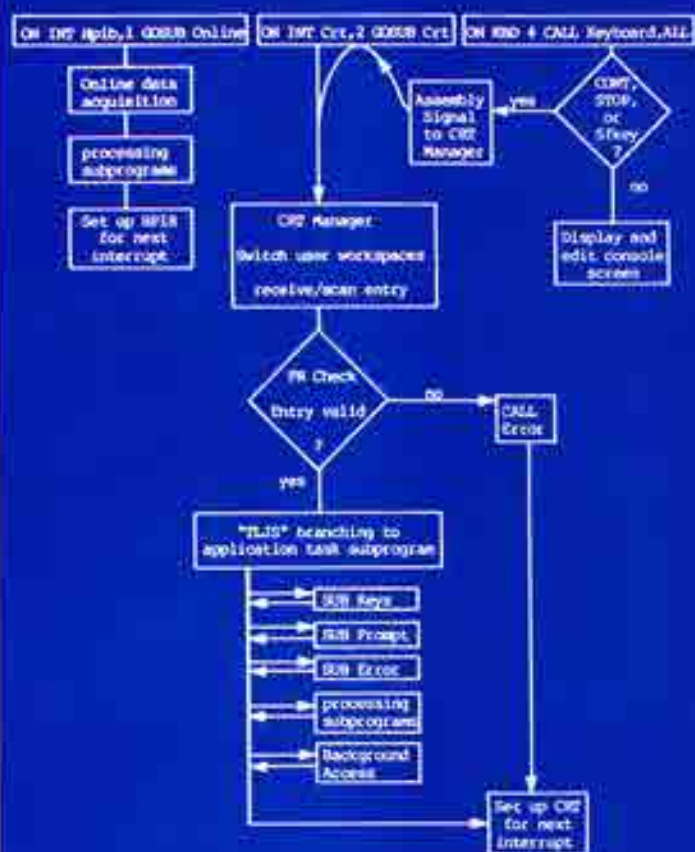 ON INT Hpib,1 GOSUB Online
ON INT Crt,2 GOSUB Crt
ON KBD 4 CALL Keyboard,ALL
Online data
acquisition
processing
subprograms
Set up HPIB
for next
interrupt
Assembly
Signal
to CRT
Manager
yes
CONT,
STOP,
or
Sfkey
?
no
Display and
edit console
screen
CRT Manager
Switch user workspaces
receive/scan entry
Check
Entry valid
?
no
CALL
Error
yes
branching to
application task subprogram
SUB Keys
SUB Prompt
SUB Error
processing
subprograms
Background
Access
Set up CRT
for next
interrupt